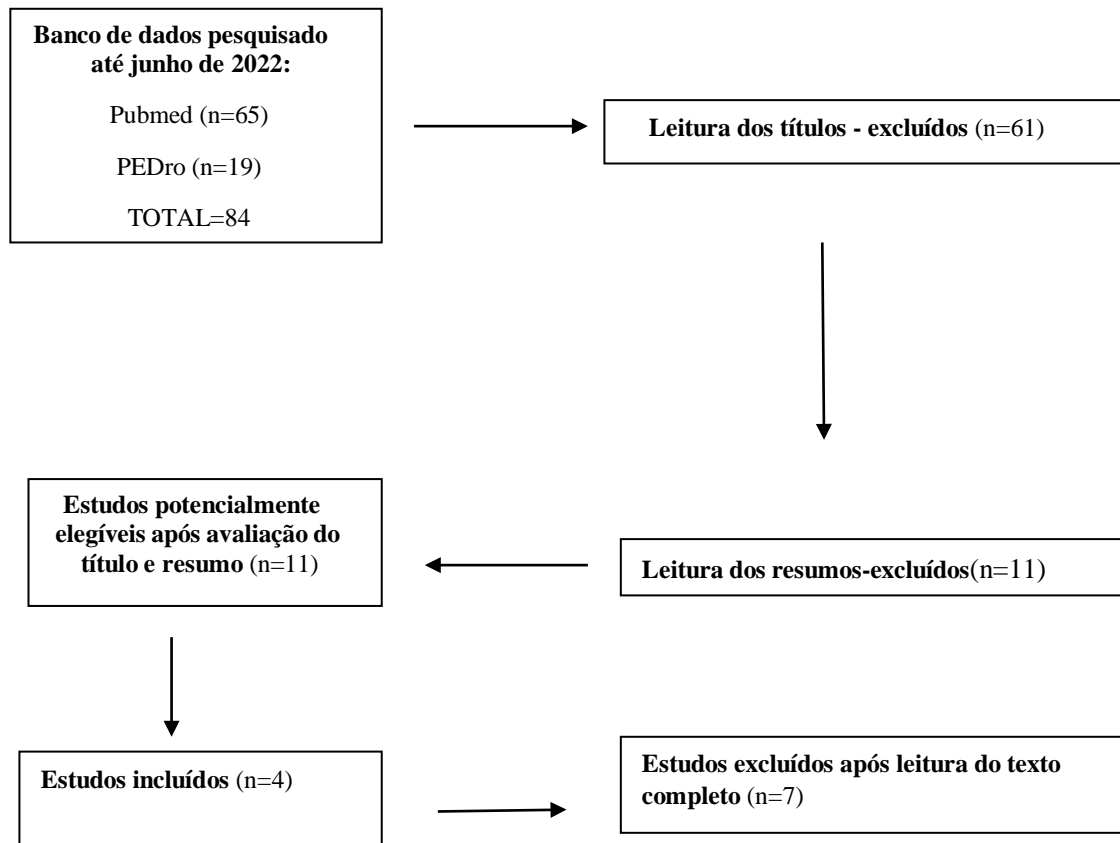 Banco de dados pesquisado
até junho de 2022:
Pubmed (n=65)
PEDro (n=19)
TOTAL=84
Leitura dos títulos - excluídos (n=61)
Estudos potencialmente
elegíveis após avaliação do
título e resumo (n=11)
Leitura dos resumos-excluídos(n=11)
Estudos incluídos (n=4)
Estudos excluídos após leitura do texto
completo (n=7)